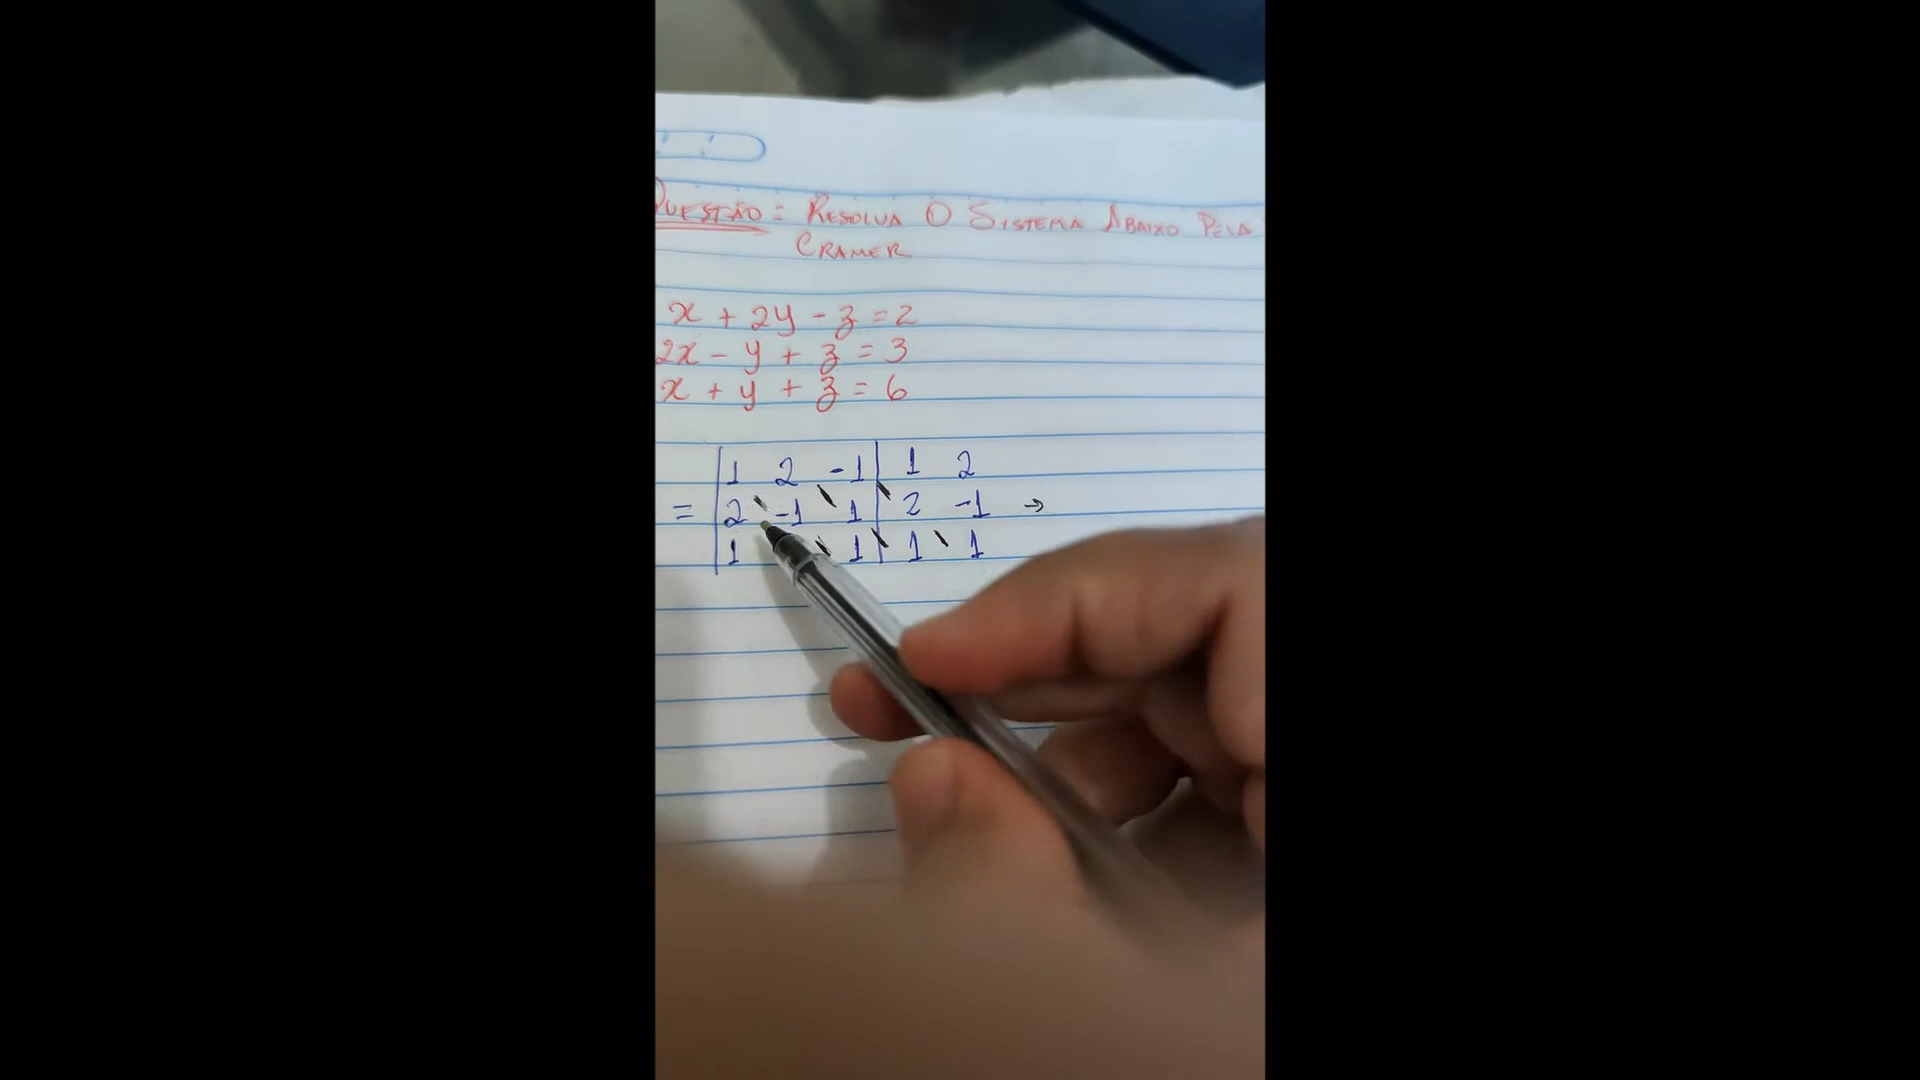 QUESTÃO: RESOLVA O SISTEMA ABAIXO PELA
CRAMER
x + 2y - z = 2
2x - y + z = 3
x + y + z = 6
| 1 2 -1 | 1 2
= | 2 -1 1 | 2 -1 →
| 1 1 | 1 1